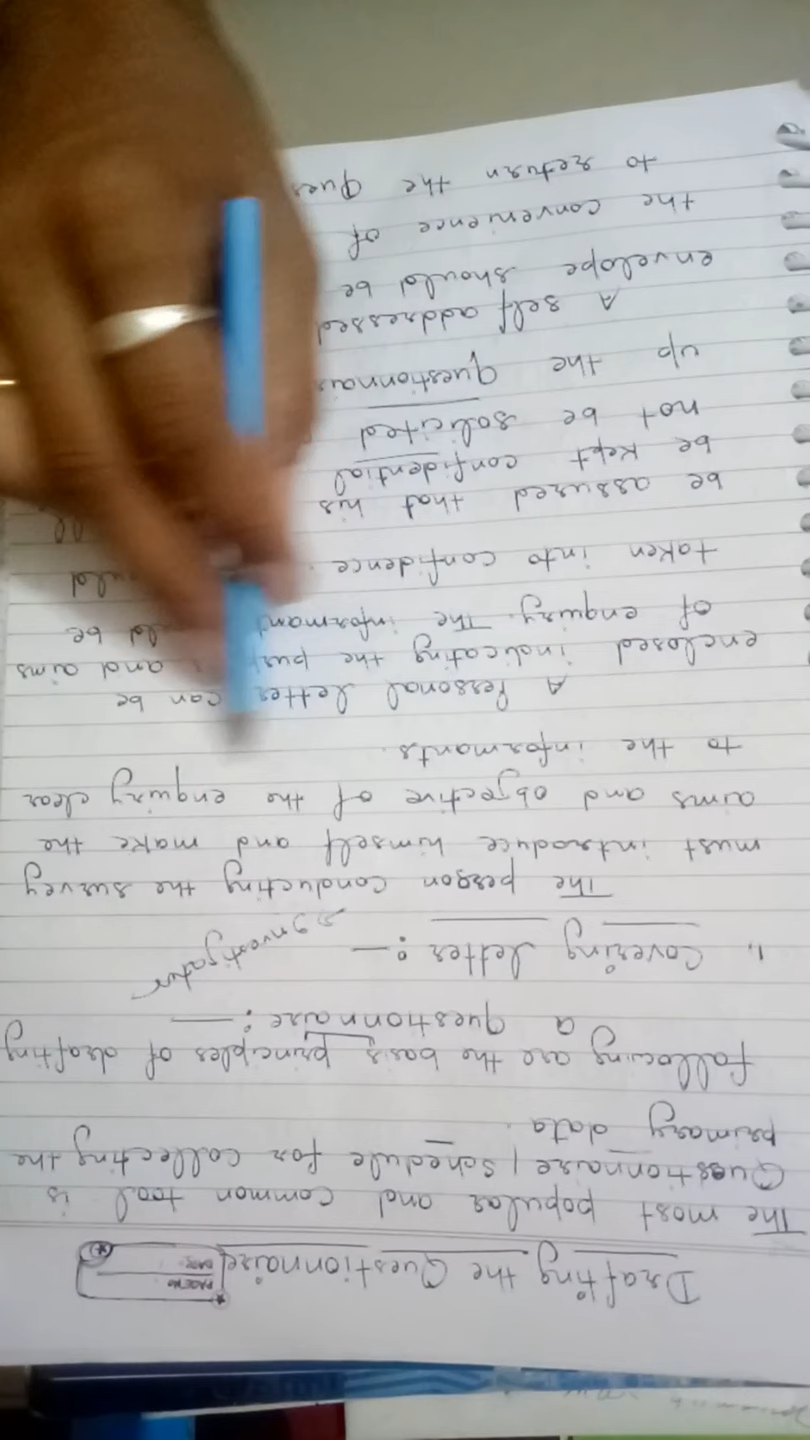 Drafting the Questionnaire
PAGE NO.
DATE:
The most popular and common tool is
Questionnaire / schedule for collecting the
primary data.
following are the basis principles of drafting
a questionnaire :—
1. Covering letter :—
Investigator
The person conducting the survey
must introduce himself and make the
aims and objective of the enquiry clear
to the informants.
A Personal letter can be
enclosed indicating the and aims
of enquiry. The informant be
taken into confidence.
be assured that his
be kept confidential
not be solicited
up the
A self addressed
envelope should be
the convenience of
to return the